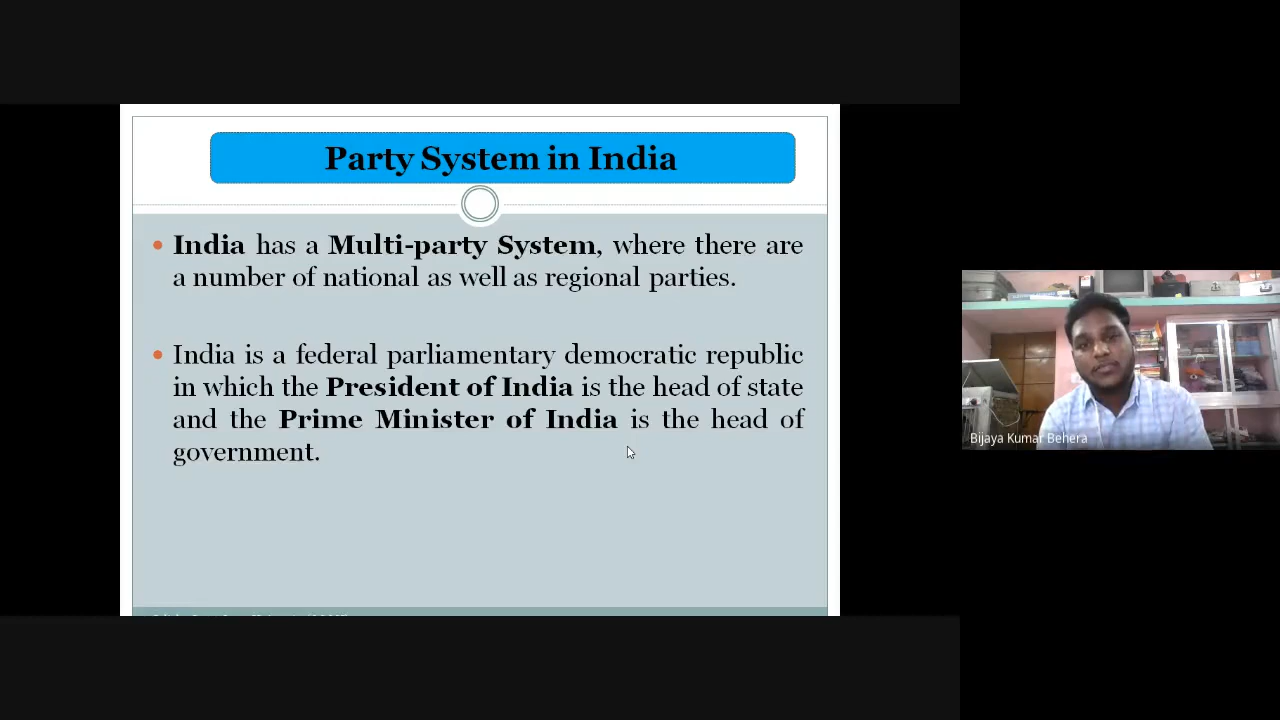 Party System in India
India has a Multi-party System, where there are
a number of national as well as regional parties.
India is a federal parliamentary democratic republic
in which the President of India is the head of state
and the Prime Minister of India is the head of
government.
Bijaya Kumar Behera